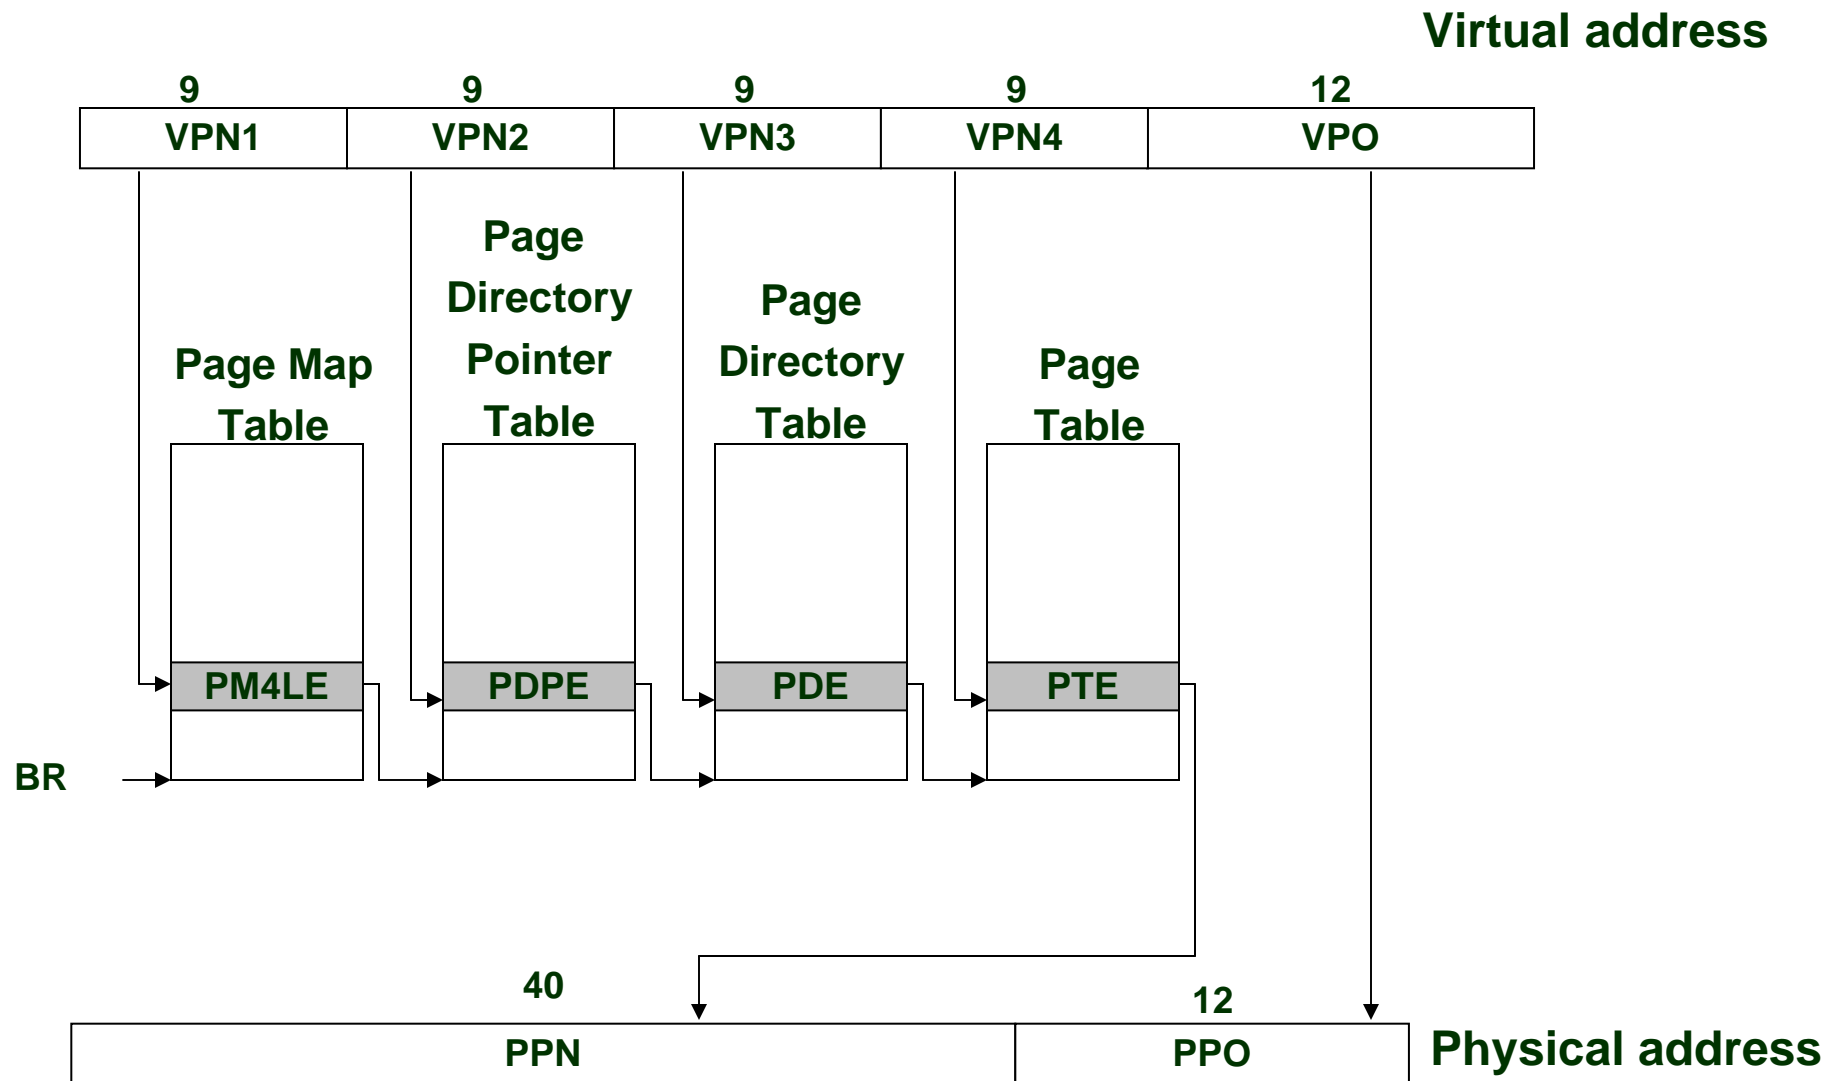 Virtual address
9 9 9 9 12
VPN1 VPN2 VPN3 VPN4 VPO
Page Map
Table
Page
Directory
Pointer
Table
Page
Directory
Table
Page
Table
PM4LE PDPE PDE PTE
BR
40 12
PPN PPO Physical address